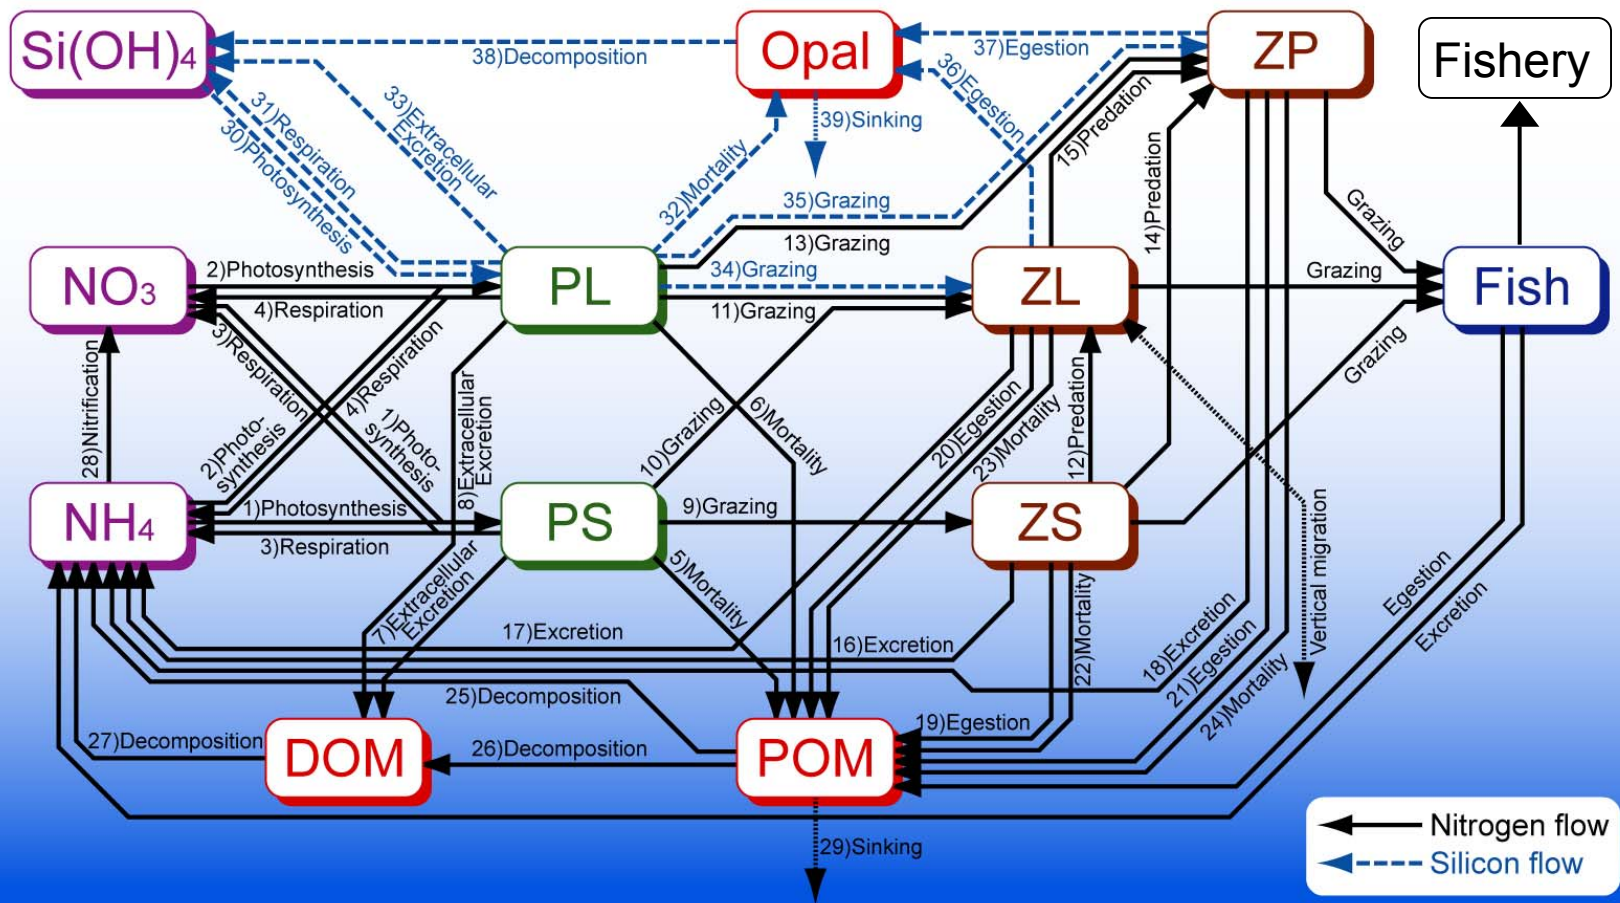 Si(OH)4
Opal
ZP
Fishery
38)Decomposition
37)Egestion
36)Egestion
39)Sinking
31)Respiration
30)Photosynthesis
33)Extracellular
Excretion
32)Mortality
35)Grazing
13)Grazing
15)Predation
14)Predation
Grazing
NO3
2)Photosynthesis
4)Respiration
PL
34)Grazing
11)Grazing
ZL
Grazing
Fish
3)Respiration
4)Respiration
28)Nitrification
2)Photo-
synthesis
1)Photo-
synthesis
8)Extracellular
Excretion
10)Grazing
6)Mortality
20)Egestion
23)Mortality
12)Predation
Grazing
NH4
1)Photosynthesis
3)Respiration
PS
9)Grazing
ZS
Vertical migration
7)Extracellular
Excretion
5)Mortality
17)Excretion
16)Excretion
22)Mortality
18)Excretion
21)Egestion
24)Mortality
Egestion
Excretion
25)Decomposition
27)Decomposition
DOM
26)Decomposition
POM
19)Egestion
29)Sinking
Nitrogen flow
Silicon flow